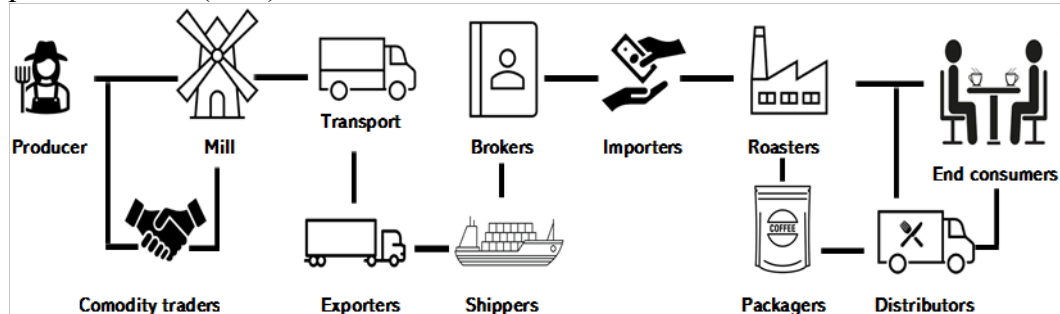 Producer
Mill
Transport
Brokers
Importers
Roasters
End consumers
COFFEE
Comodity traders
Exporters
Shippers
Packagers
Distributors